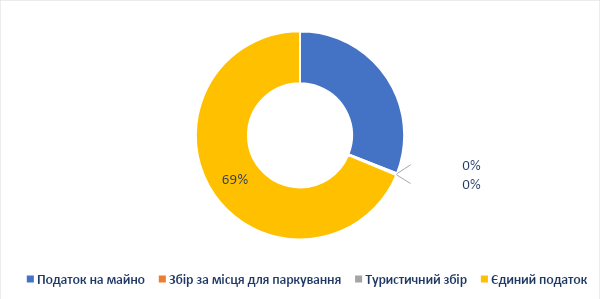 69%
0%
0%
Податок на майно Збір за місця для паркування Туристичний збір Єдиний податок